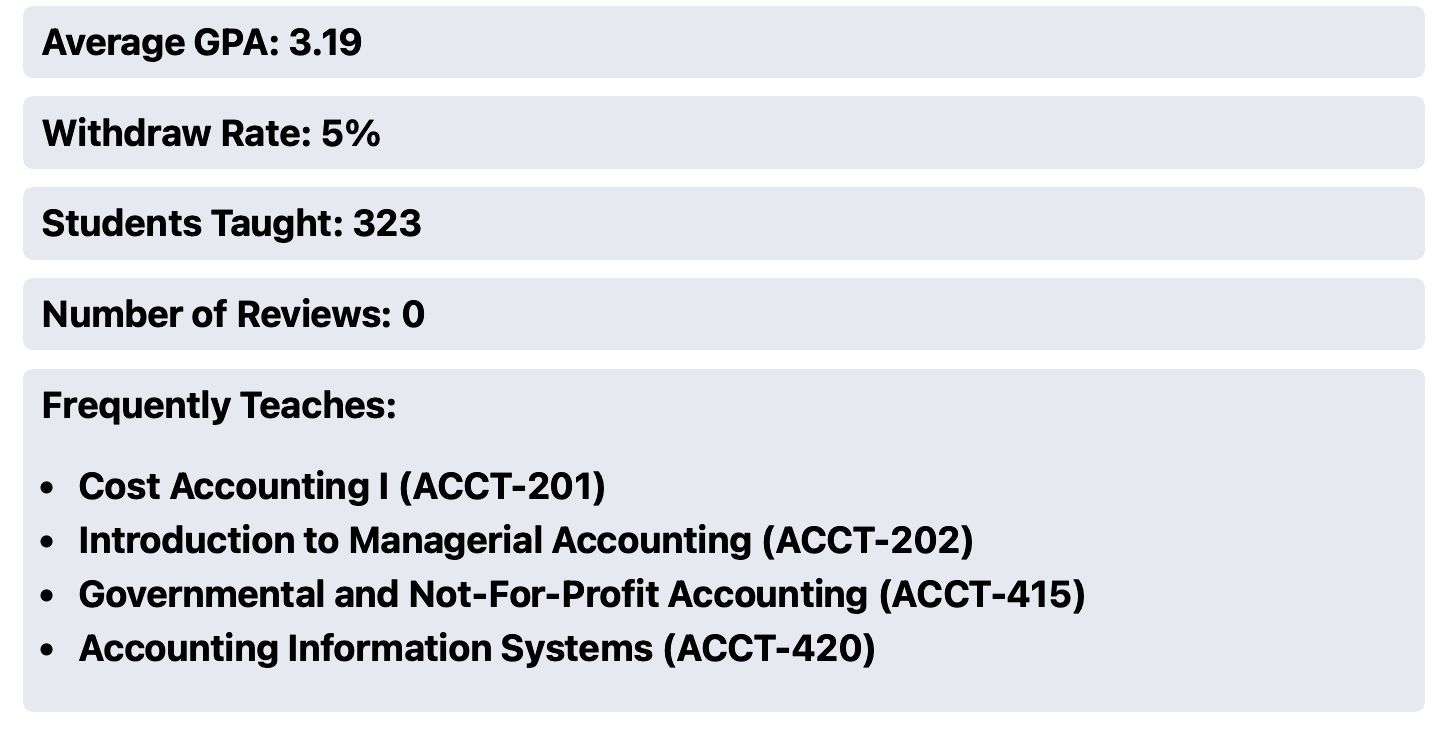 Average GPA: 3.19
Withdraw Rate: 5%
Students Taught: 323
Number of Reviews: 0
Frequently Teaches:
• Cost Accounting I (ACCT-201)
• Introduction to Managerial Accounting (ACCT-202)
• Governmental and Not-For-Profit Accounting (ACCT-415)
• Accounting Information Systems (ACCT-420)